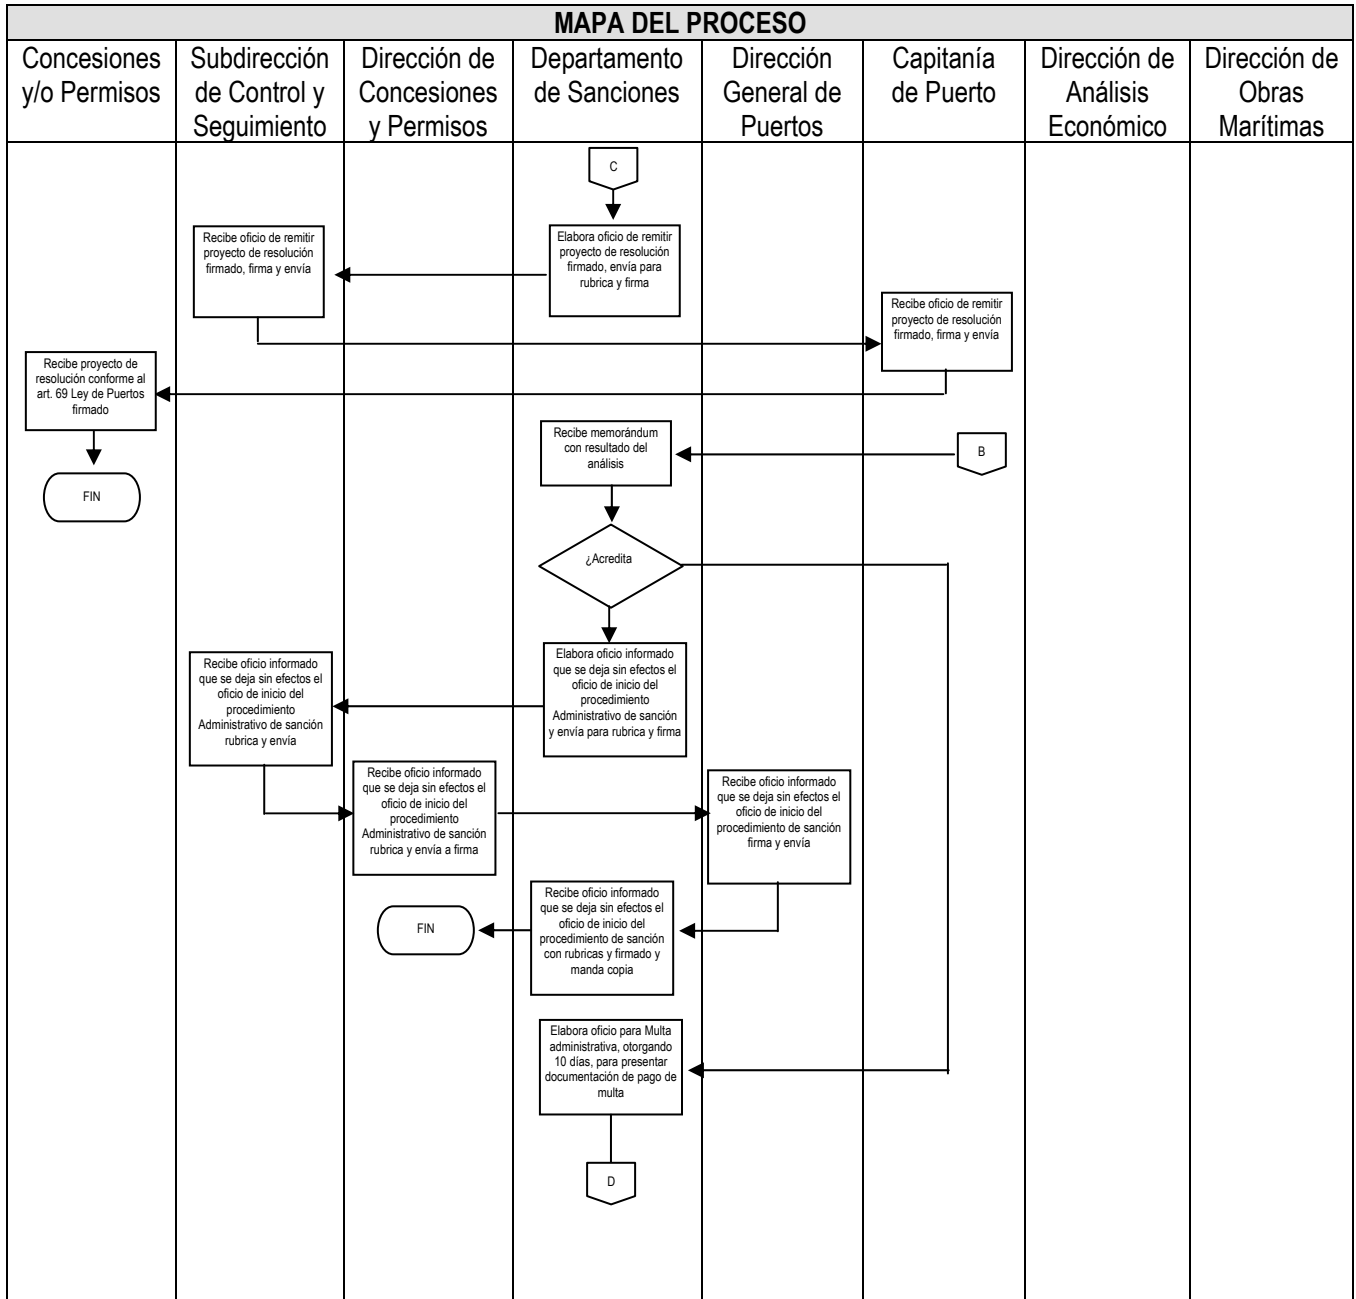 MAPA DEL PROCESO
Concesiones
y/o Permisos
Subdirección
de Control y
Seguimiento
Dirección de
Concesiones
y Permisos
Departamento
de Sanciones
Dirección
General de
Puertos
Capitanía
de Puerto
Dirección de
Análisis
Económico
Dirección de
Obras
Marítimas
C
Recibe oficio de remitir
proyecto de resolución
firmado, firma y envía
Elabora oficio de remitir
proyecto de resolución
firmado, envía para
rubrica y firma
Recibe oficio de remitir
proyecto de resolución
firmado, firma y envía
Recibe proyecto de
resolución conforme al
art. 69 Ley de Puertos
firmado
Recibe memorándum
con resultado del
análisis
B
FIN
¿Acredita
Elabora oficio informado
que se deja sin efectos el
oficio de inicio del
procedimiento
Administrativo de sanción
y envía para rubrica y firma
Recibe oficio informado
que se deja sin efectos el
oficio de inicio del
procedimiento
Administrativo de sanción
rubrica y envía
Recibe oficio informado
que se deja sin efectos el
oficio de inicio del
procedimiento
Administrativo de sanción
rubrica y envía a firma
Recibe oficio informado
que se deja sin efectos el
oficio de inicio del
procedimiento de sanción
firma y envía
Recibe oficio informado
que se deja sin efectos el
oficio de inicio del
procedimiento de sanción
con rubricas y firmado y
manda copia
FIN
Elabora oficio para Multa
administrativa, otorgando
10 días, para presentar
documentación de pago de
multa
D